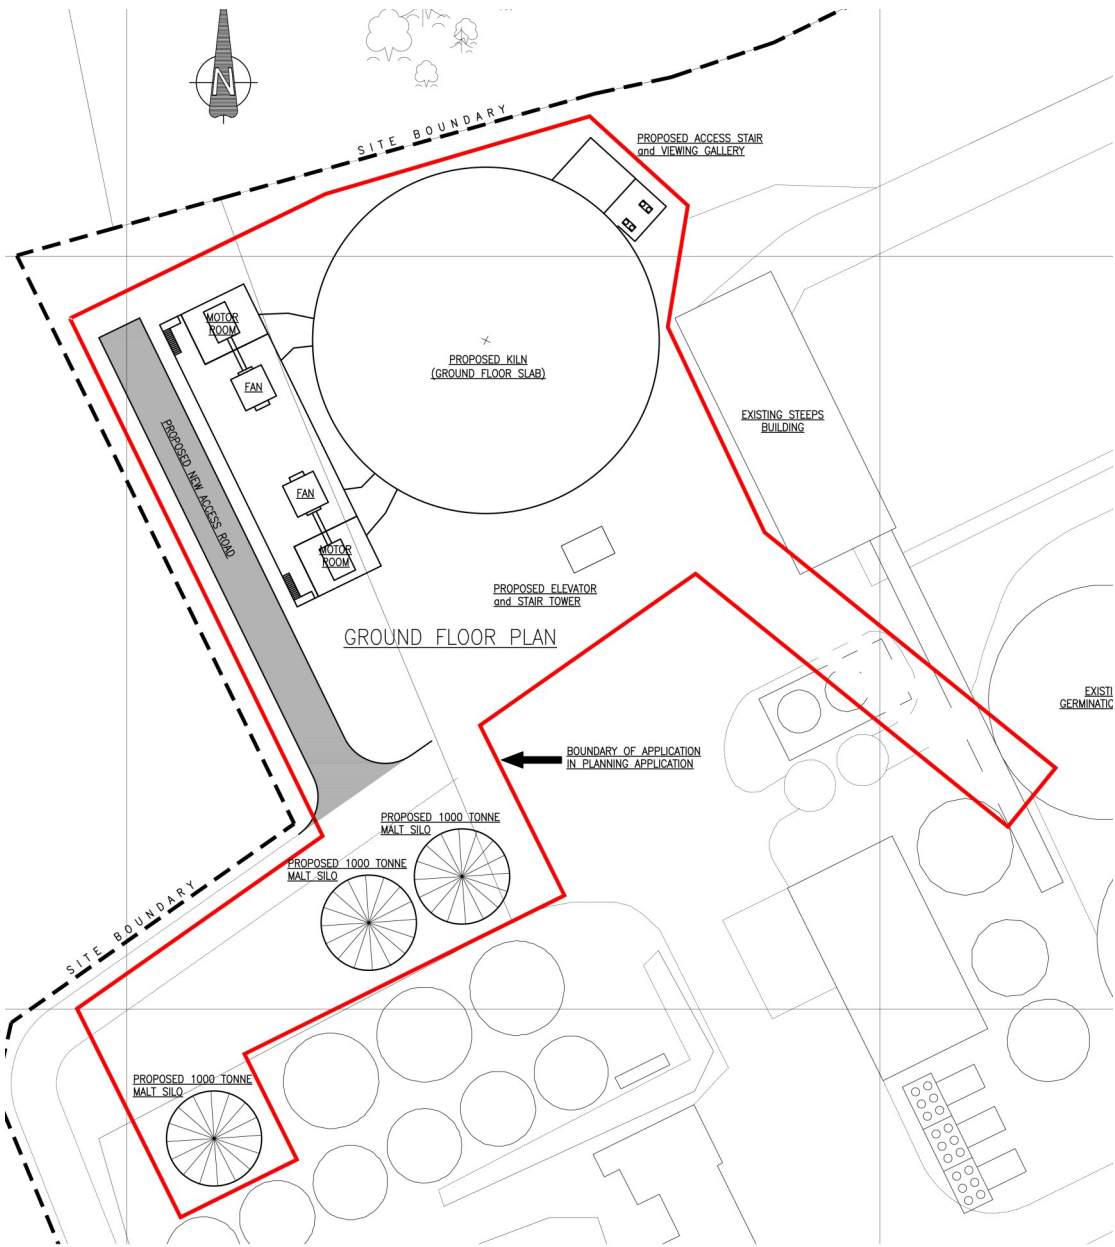 N
SITE BOUNDARY
PROPOSED ACCESS STAIR
and VIEWING GALLERY
MOTOR
ROOM
FAN
PROPOSED KILN
(GROUND FLOOR SLAB)
EXISTING STEEPS
BUILDING
PROPOSED NEW ACCESS ROAD
FAN
MOTOR
ROOM
PROPOSED ELEVATOR
and STAIR TOWER
GROUND FLOOR PLAN
EXISTI
GERMINATIO
BOUNDARY OF APPLICATION
IN PLANNING APPLICATION
PROPOSED 1000 TONNE
MALT SILO
PROPOSED 1000 TONNE
MALT SILO
SITE BOUNDARY
PROPOSED 1000 TONNE
MALT SILO